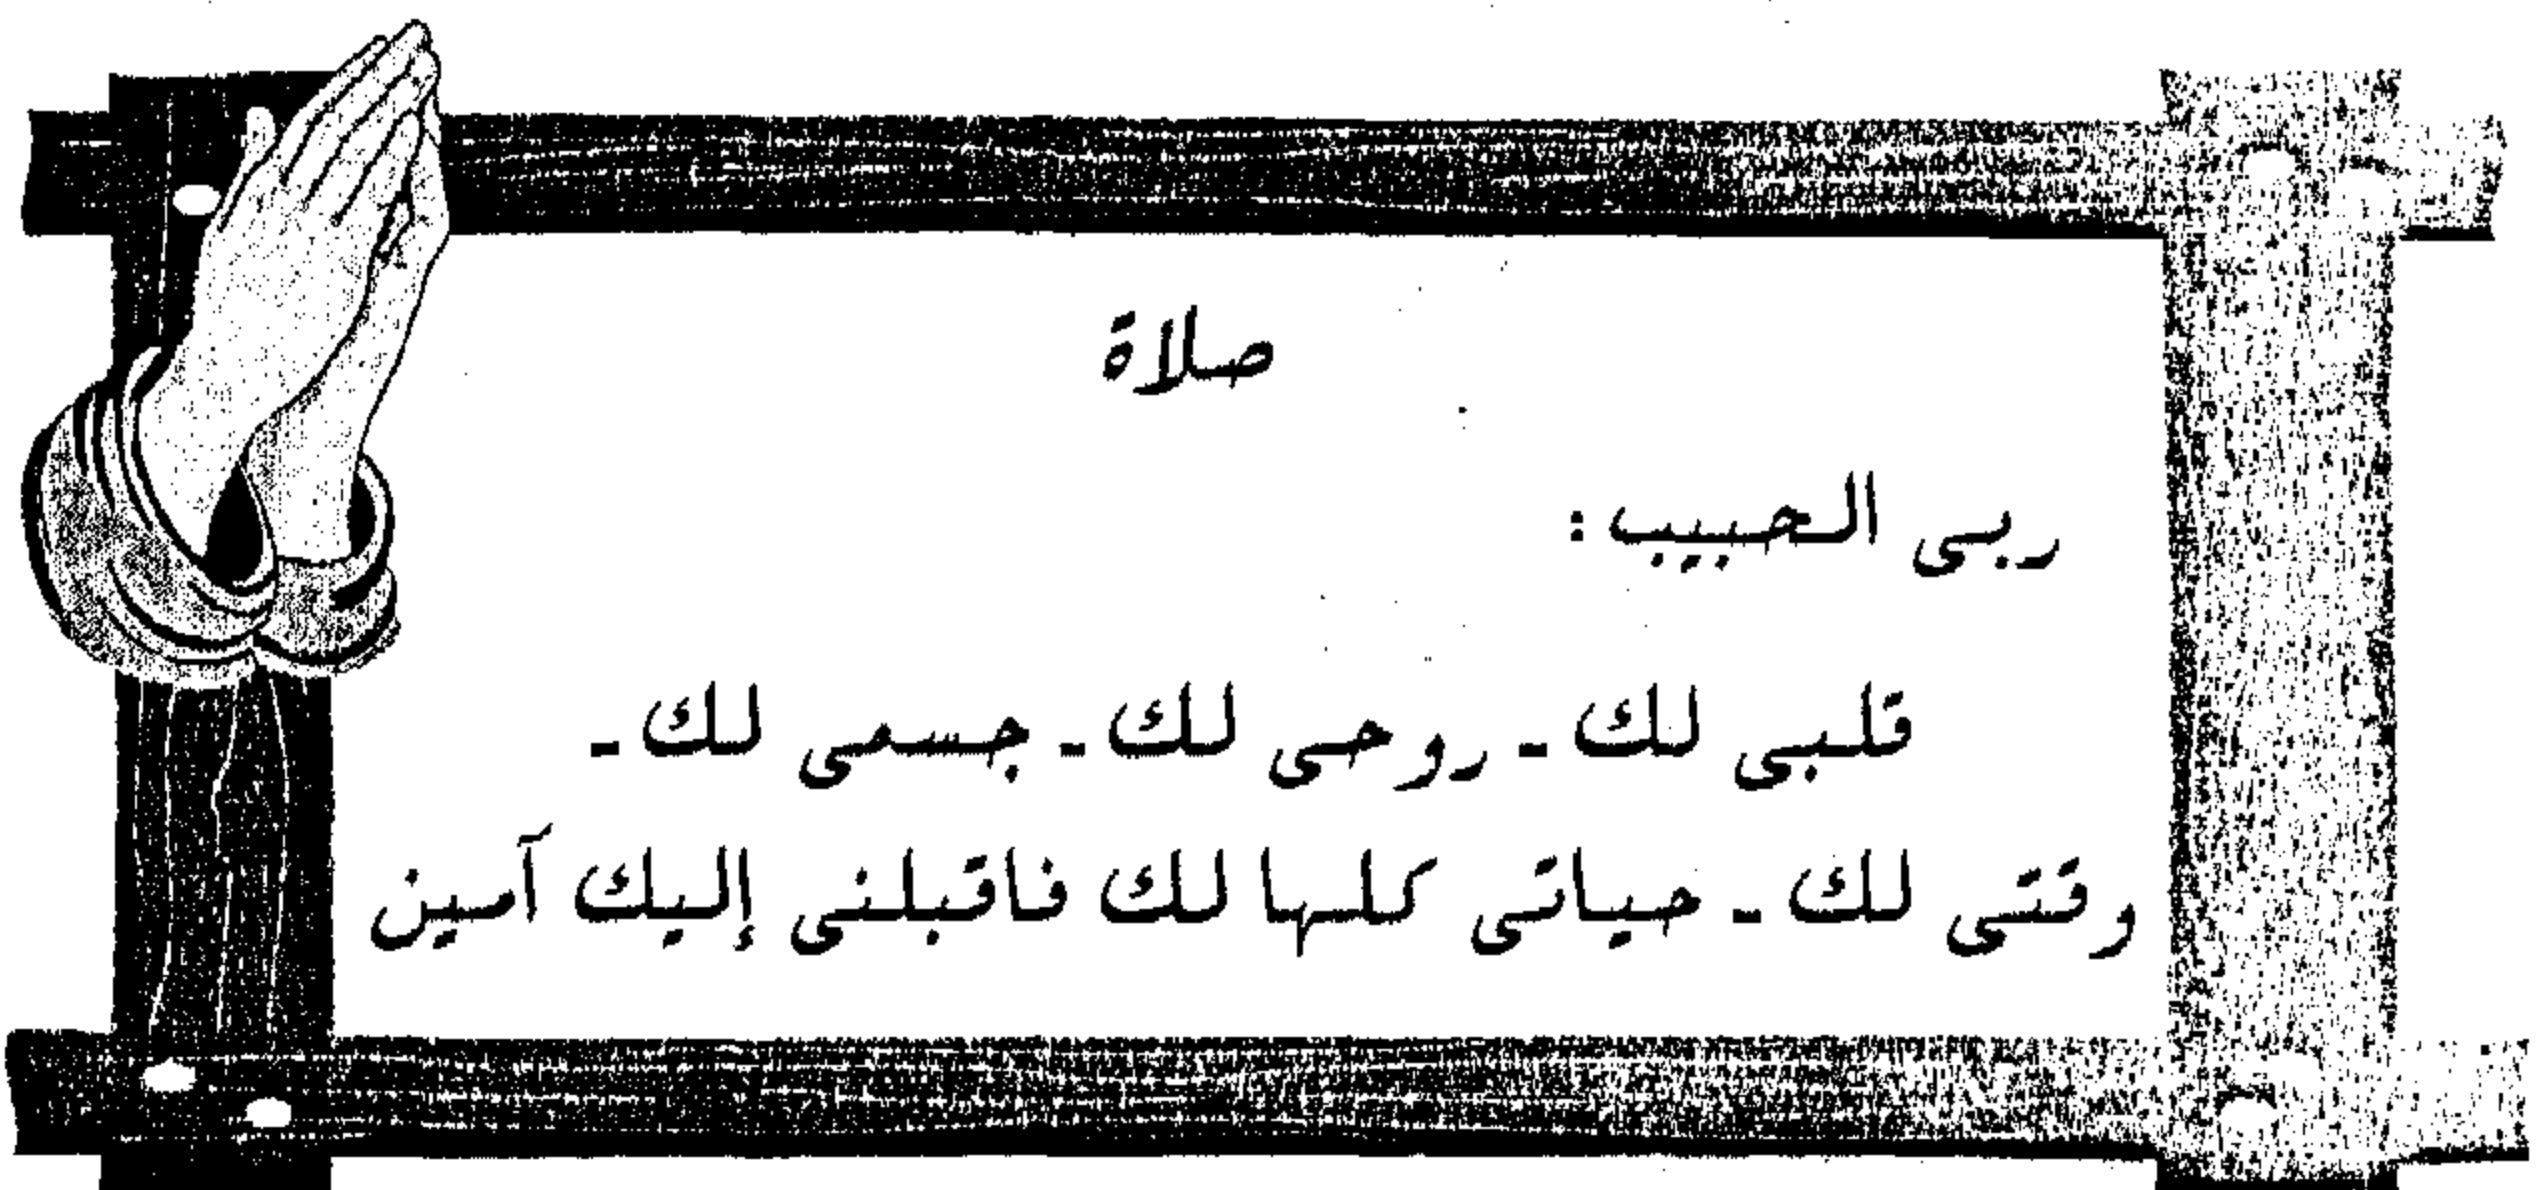 صلاة
ربى الحبيب :
قلبى لك - روحى لك - جسمى لك -
وقتى لك - حياتى كلها لك فاقبلنى إليك آمين